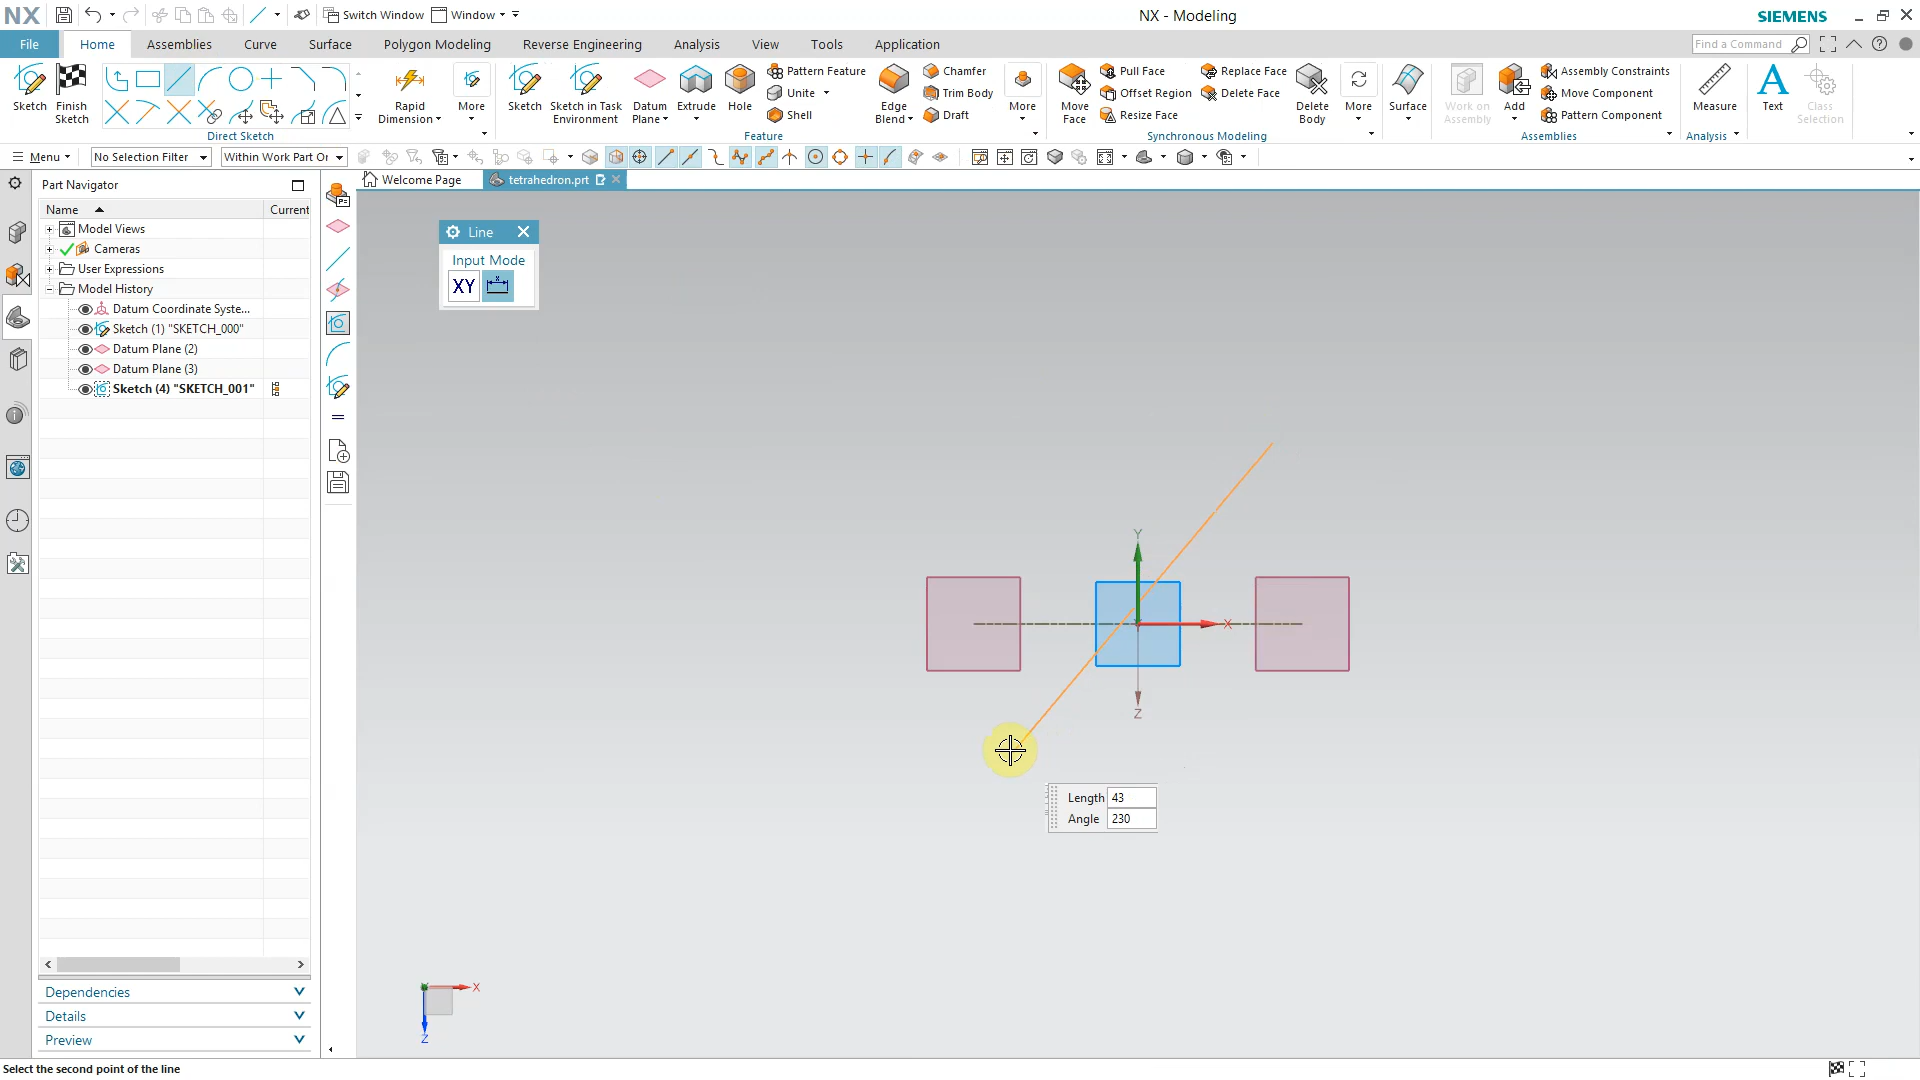 NX
Switch Window
Window
NX - Modeling
SIEMENS
File
Home
Assemblies
Curve
Surface
Polygon Modeling
Reverse Engineering
Analysis
View
Tools
Application
Find a Command
Sketch
Finish
Sketch
Direct Sketch
Rapid
Dimension
More
Sketch
Sketch in Task
Environment
Datum
Plane
Extrude
Hole
Pattern Feature
Unite
Shell
Edge
Blend
Chamfer
Trim Body
Draft
More
Feature
Move
Face
Pull Face
Offset Region
Resize Face
Replace Face
Delete Face
Delete
Body
More
Synchronous Modeling
Surface
Work on
Assembly
Add
Assembly Constraints
Move Component
Pattern Component
Assemblies
Measure
Analysis
Text
Class
Selection
Menu
No Selection Filter
Within Work Part Or
Part Navigator
Name
Current
Model Views
Cameras
User Expressions
Model History
Datum Coordinate Syste...
Sketch (1) "SKETCH_000"
Datum Plane (2)
Datum Plane (3)
Sketch (4) "SKETCH_001"
Dependencies
Details
Preview
Welcome Page
tetrahedron.prt
Line
Input Mode
XY
Y
X
Z
Length 43
Angle 230
X
Z
Select the second point of the line